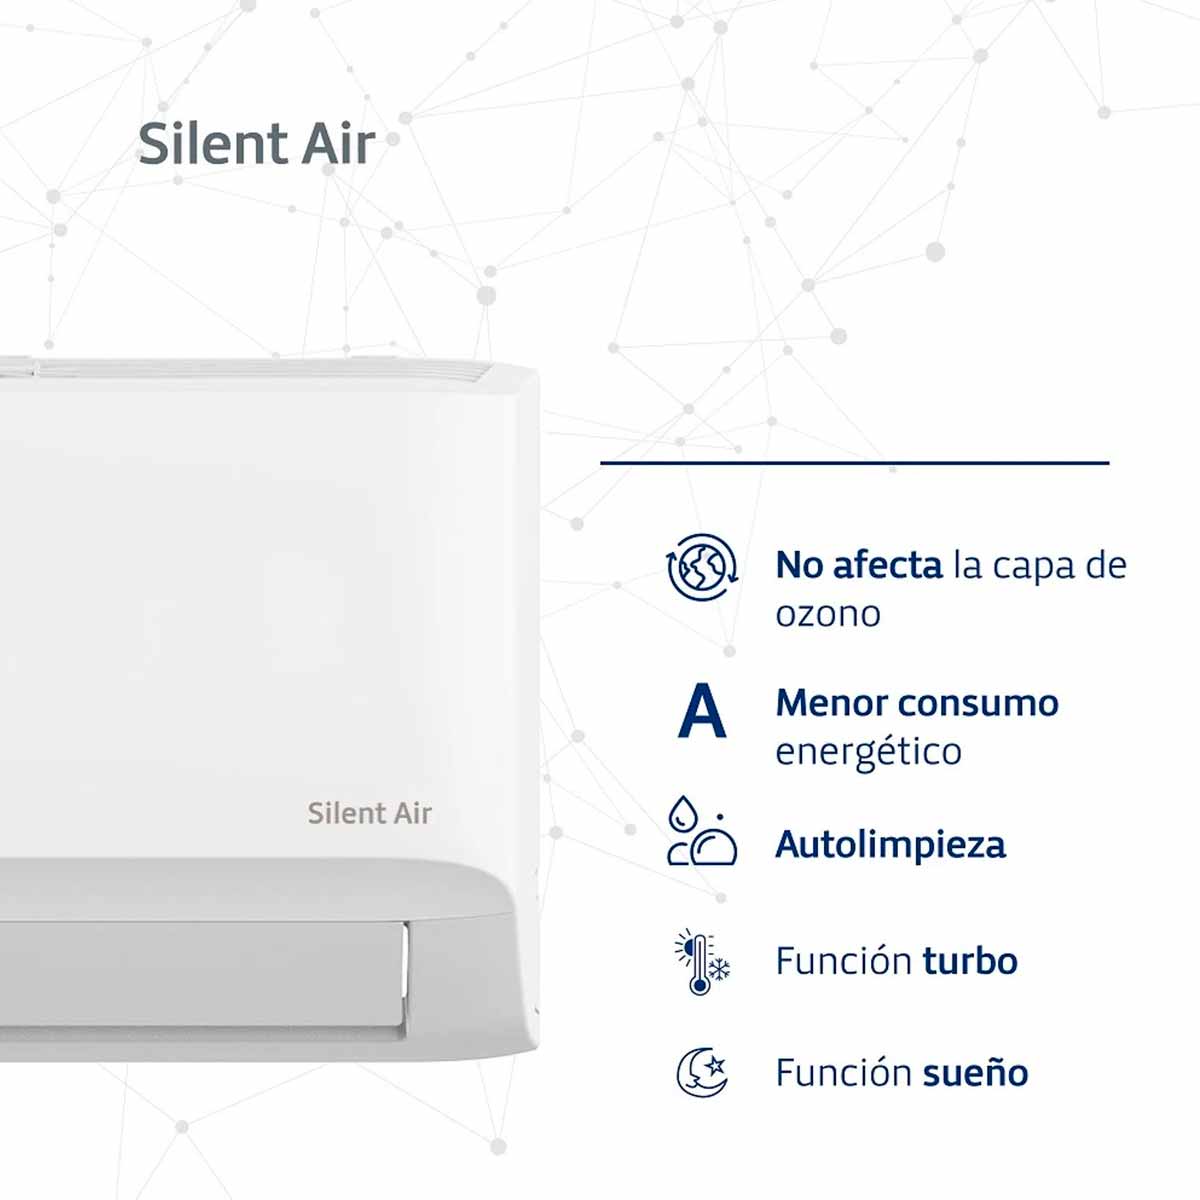 Silent Air
No afecta la capa de
ozono
A
Menor consumo
energético
Silent Air
Autolimpieza
Función turbo
Función sueño